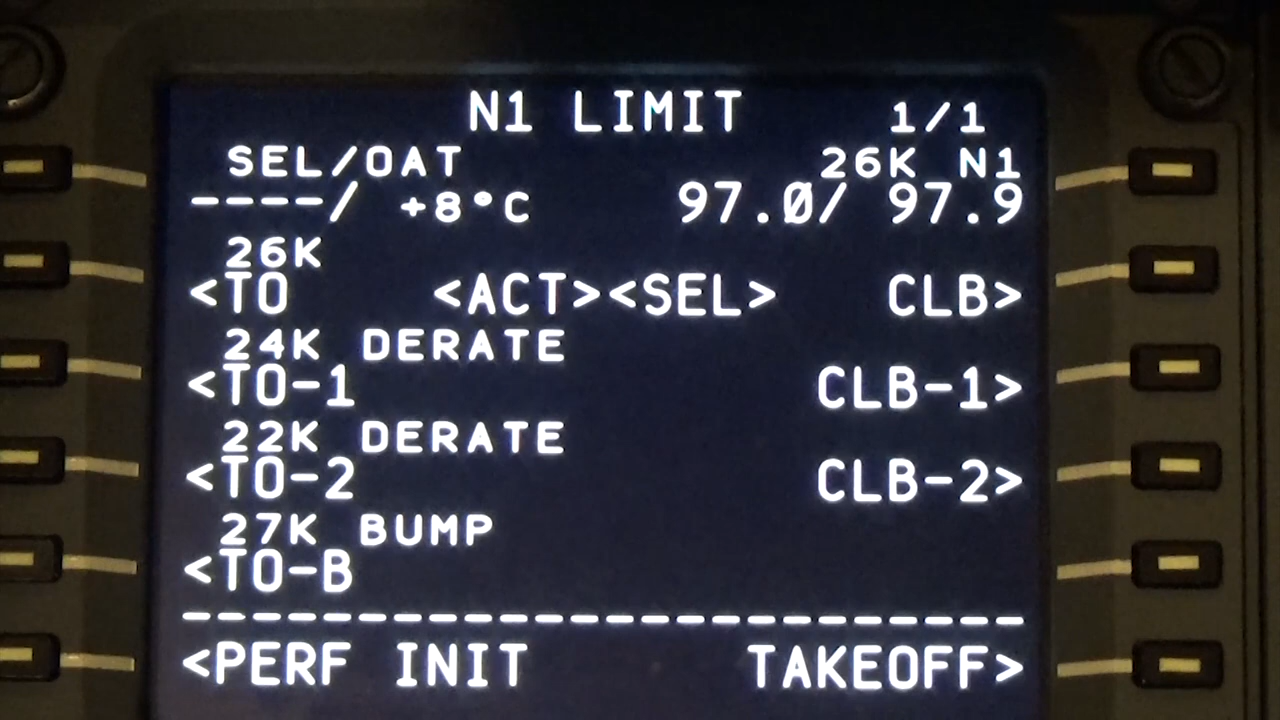 N1 LIMIT 1/1
SEL/OAT 26K N1
----/ +8°C 97.0/ 97.9
26K
<TO <ACT><SEL> CLB>
24K DERATE
<TO-1 CLB-1>
22K DERATE
<TO-2 CLB-2>
27K BUMP
<TO-B
------------------------
<PERF INIT TAKEOFF>